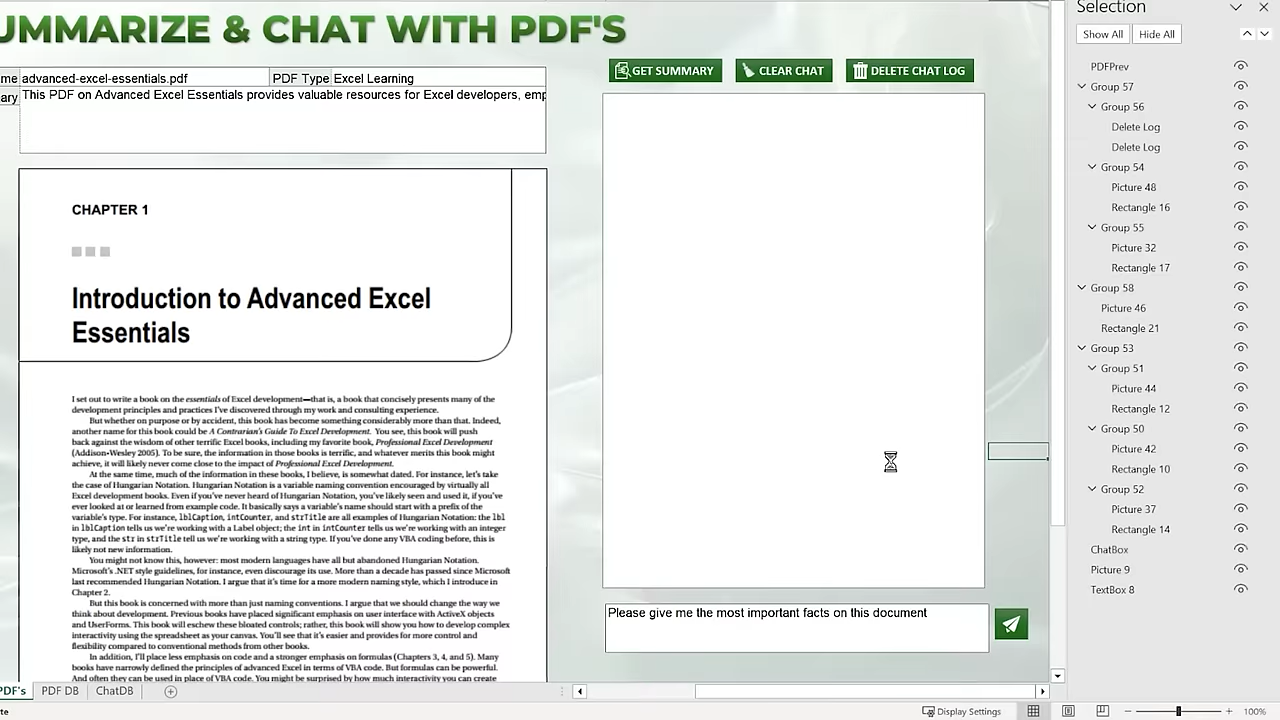 UMMARIZE & CHAT WITH PDF'S
me advanced-excel-essentials.pdf PDF Type Excel Learning
ary This PDF on Advanced Excel Essentials provides valuable resources for Excel developers, emp
CHAPTER 1
Introduction to Advanced Excel
Essentials
I set out to write a book on the essentials of Excel development—that is, a book that concisely presents many of the
development principles and practices I've discovered through my work and consulting experience.
But whether on purpose or by accident, this book has become something considerably more than that. Indeed,
another name for this book could be A Contrarian's Guide To Excel Development. You see, this book will push
back against the wisdom of other terrific Excel books, including my favorite book, Professional Excel Development
(Addison-Wesley 2005). To be sure, the information in those books is terrific, and whatever merits this book might
achieve, it will likely never come close to the impact of Professional Excel Development.
At the same time, much of the information in these books, I believe, is somewhat dated. For instance, let's take
the case of Hungarian Notation. Hungarian Notation is a variable naming convention encouraged by virtually all
Excel development books. Even if you've never heard of Hungarian Notation, you've likely seen and used it, if you've
ever looked at or learned from example code. It basically says a variable's name should start with a prefix of the
variable's type. For instance, lblCaption, intCounter, and strTitle are all examples of Hungarian Notation: the lbl
in lblCaption tells us we're working with a Label object; the int in intCounter tells us we're working with an integer
type, and the str in strTitle tell us we're working with a string type. If you've done any VBA coding before, this is
likely not new information.
You might not know this, however: most modern languages have all but abandoned Hungarian Notation.
Microsoft's .NET style guidelines, for instance, even discourage its use. More than a decade has passed since Microsoft
last recommended Hungarian Notation. I argue that it's time for a more modern naming style, which I introduce in
Chapter 2.
But this book is concerned with more than just naming conventions. I argue that we should change the way we
think about development. Previous books have placed significant emphasis on user interface with ActiveX objects
and UserForms. This book will eschew these bloated controls; rather, this book will show you how to develop complex
interactivity using the spreadsheet as your canvas. You'll see that it's easier and provides for more control and
flexibility compared to conventional methods from other books.
In addition, I'll place less emphasis on code and a stronger emphasis on formulas (Chapters 3, 4, and 5). Many
books have narrowly defined the principles of advanced Excel in terms of VBA code. But formulas can be powerful.
And often they can be used in place of VBA code. You might be surprised by how much interactivity you can create
GET SUMMARY CLEAR CHAT DELETE CHAT LOG
Please give me the most important facts on this document
Selection
Show All Hide All
PDFPrev
Group 57
Group 56
Delete Log
Delete Log
Group 54
Picture 48
Rectangle 16
Group 55
Picture 32
Rectangle 17
Group 58
Picture 46
Rectangle 21
Group 53
Group 51
Picture 44
Rectangle 12
Group 50
Picture 42
Rectangle 10
Group 52
Picture 37
Rectangle 14
ChatBox
Picture 9
TextBox 8
PDF's PDF DB ChatDB
te Display Settings 100%